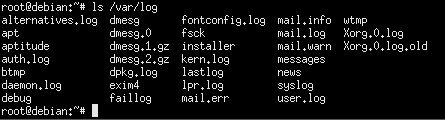 root@debian:~# ls /var/log
alternatives.log dmesg fontconfig.log mail.info wtmp
apt dmesg.0 fsck mail.log Xorg.0.log
aptitude dmesg.1.gz installer mail.warn Xorg.0.log.old
auth.log dmesg.2.gz kern.log messages
btmp dpkg.log lastlog news
daemon.log exim4 lpr.log syslog
debug faillog mail.err user.log
root@debian:~#